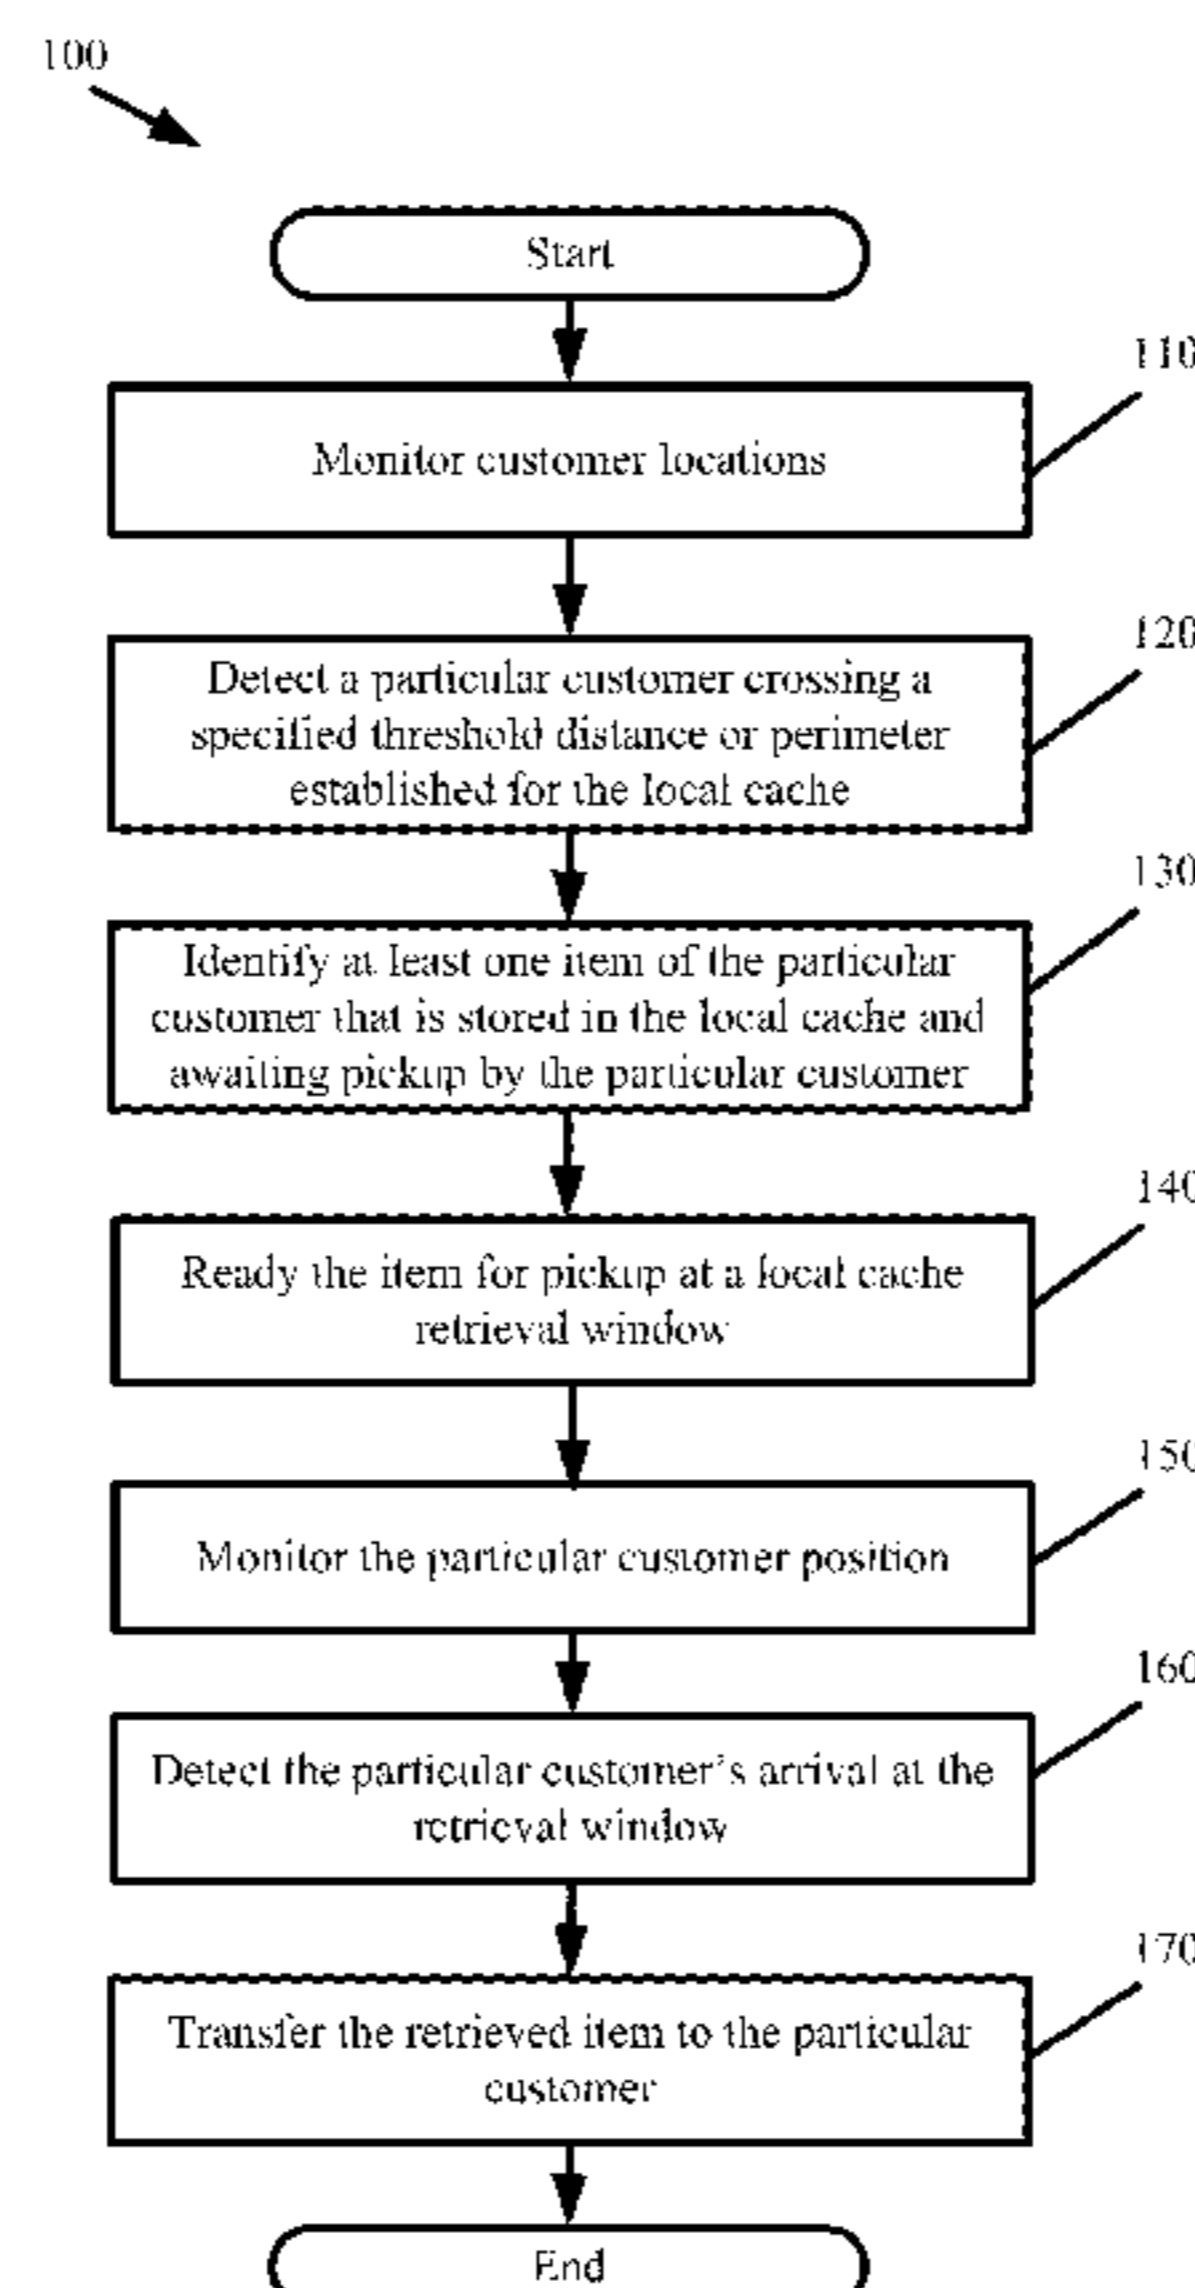 100
Start
110
Monitor customer locations
120
Detect a particular customer crossing a
specified threshold distance or perimeter
established for the local cache
130
Identify at least one item of the particular
customer that is stored in the local cache and
awaiting pickup by the particular customer
140
Ready the item for pickup at a local cache
retrieval window
150
Monitor the particular customer position
160
Detect the particular customer's arrival at the
retrieval window
170
Transfer the retrieved item to the particular
customer
End